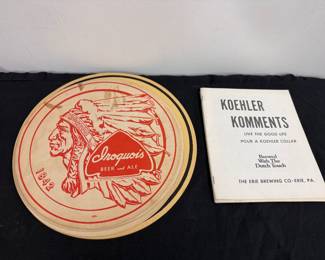 Iroquois
BEER and ALE
1842
KOEHLER
KOMMENTS
LIVE THE GOOD LIFE
POUR A KOEHLER COLLAR
Brewed
With The
Dutch Touch
THE ERIE BREWING CO. - ERIE, PA.